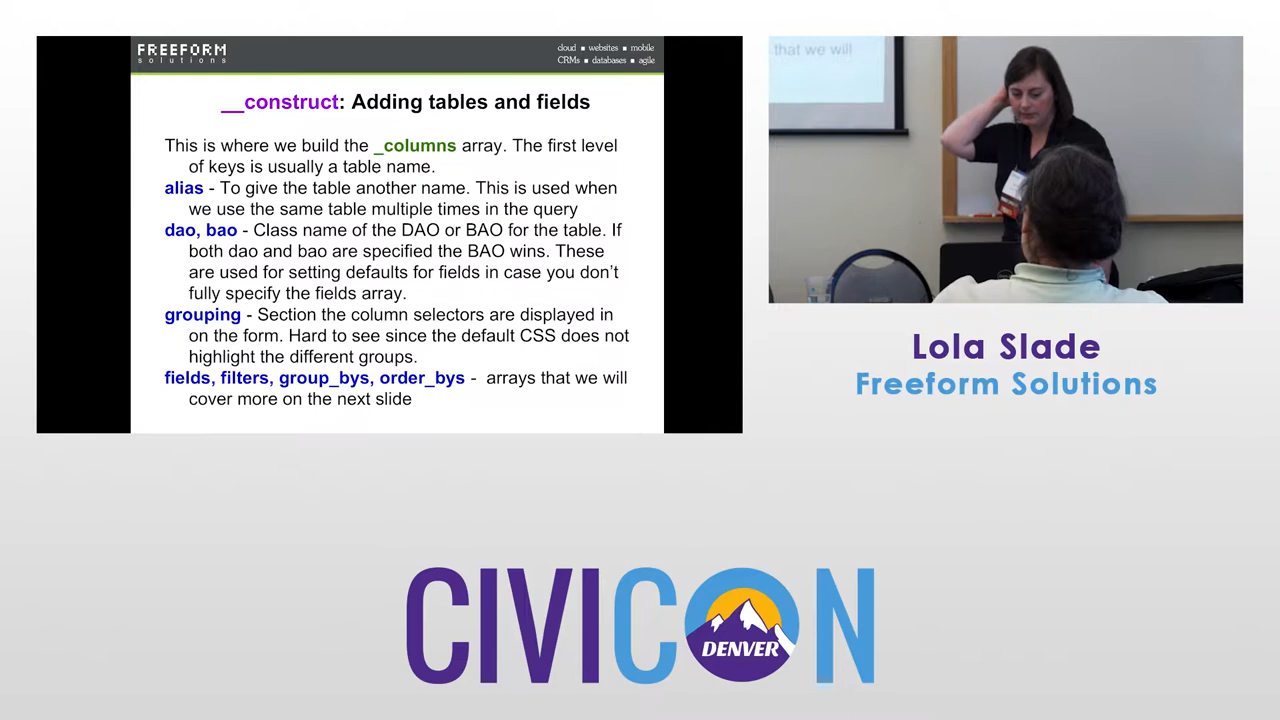 FREEFORM
solutions
cloud ■ websites ■ mobile
CRMs ■ databases ■ agile
__construct: Adding tables and fields
This is where we build the _columns array. The first level
of keys is usually a table name.
alias - To give the table another name. This is used when
we use the same table multiple times in the query
dao, bao - Class name of the DAO or BAO for the table. If
both dao and bao are specified the BAO wins. These
are used for setting defaults for fields in case you don't
fully specify the fields array.
grouping - Section the column selectors are displayed in
on the form. Hard to see since the default CSS does not
highlight the different groups.
fields, filters, group_bys, order_bys - arrays that we will
cover more on the next slide
that we will
Lola Slade
Freeform Solutions
CIVICON
DENVER